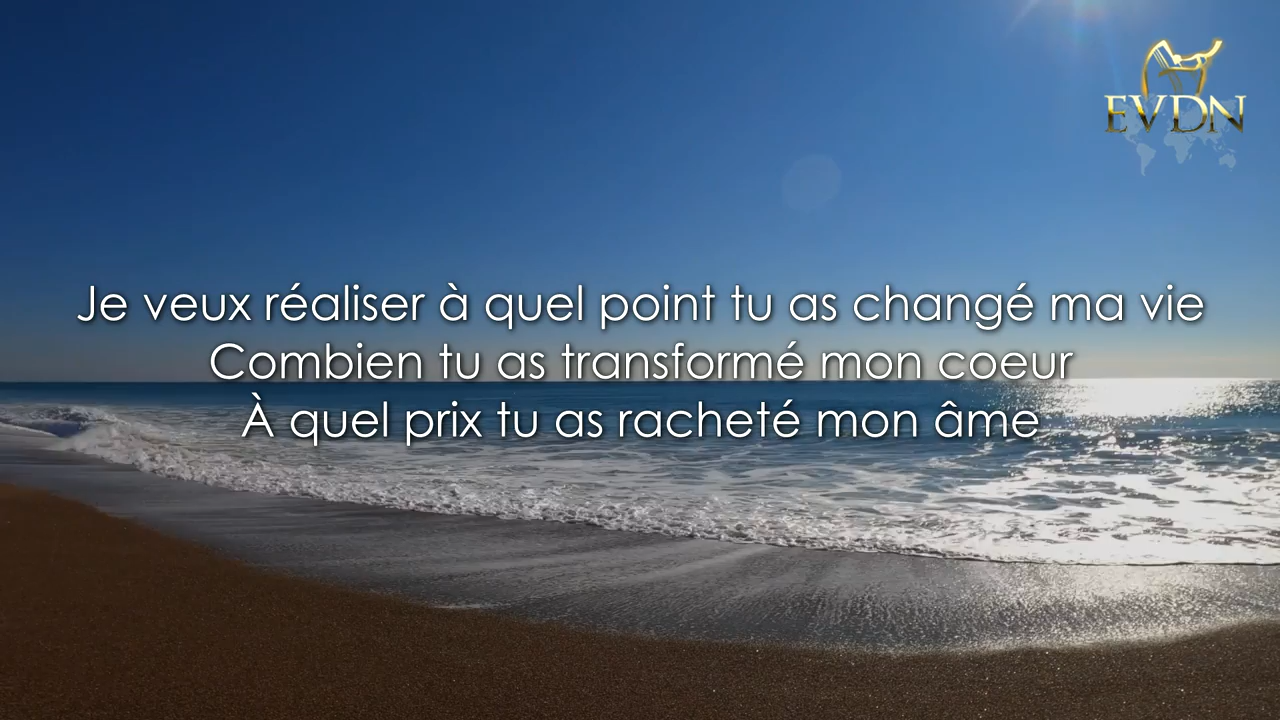 EVDN
Je veux réaliser à quel point tu as changé ma vie
Combien tu as transformé mon coeur
À quel prix tu as racheté mon âme